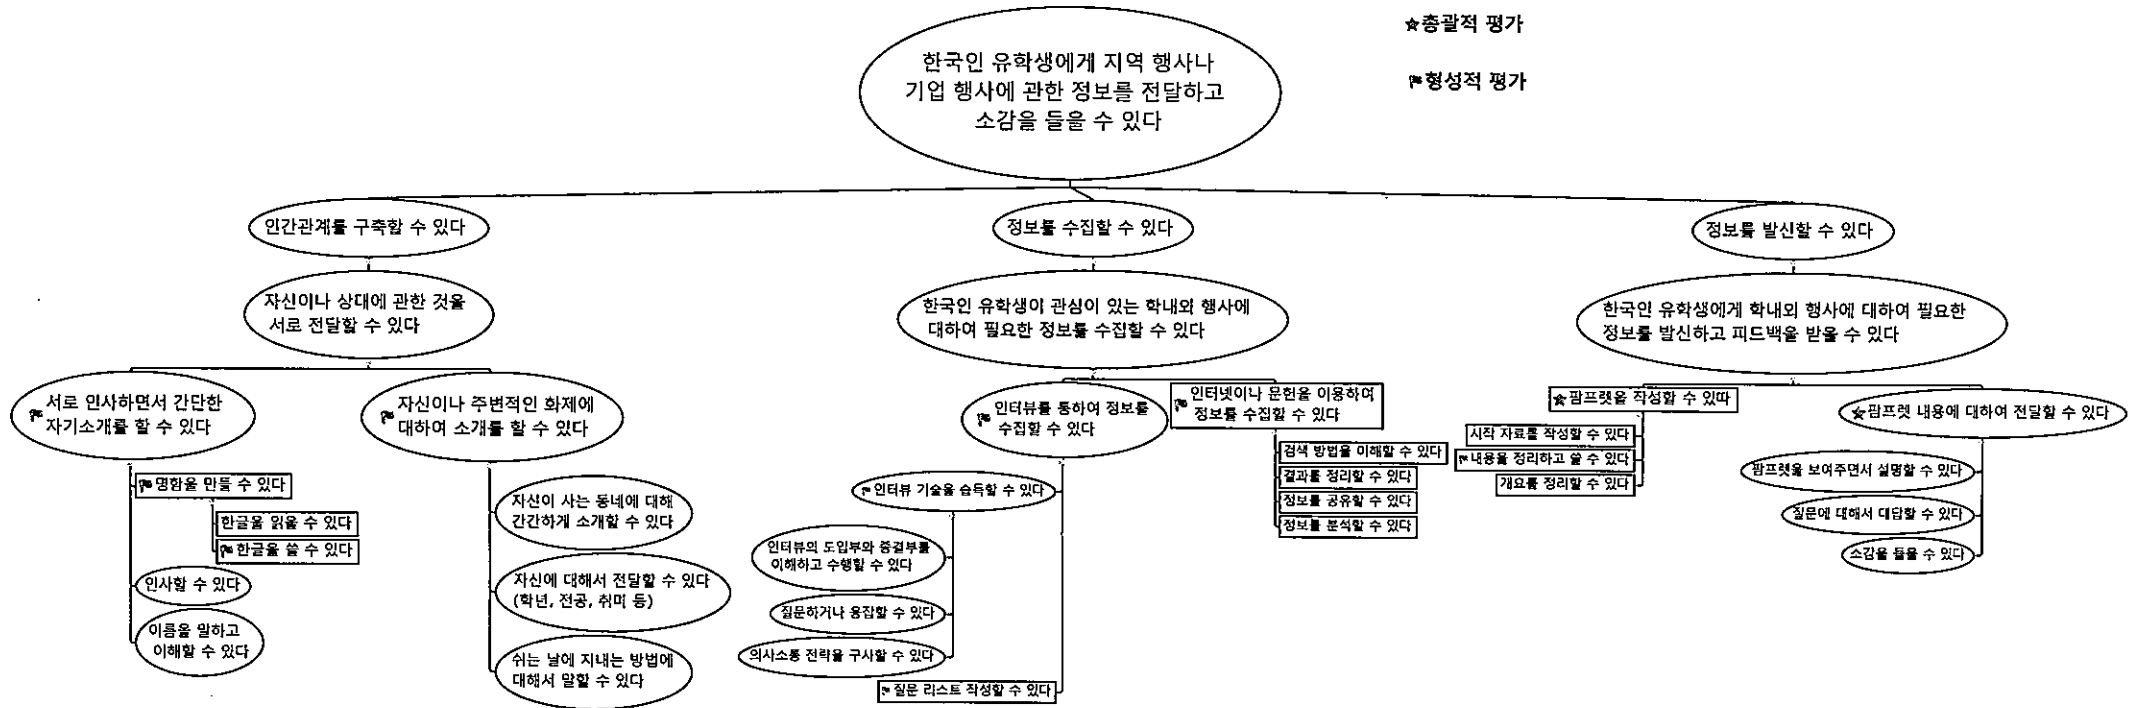 ☆총괄적 평가
⚑형성적 평가
한국인 유학생에게 지역 행사나
기업 행사에 관한 정보를 전달하고
소감을 들을 수 있다
인간관계를 구축할 수 있다
정보를 수집할 수 있다
정보를 발신할 수 있다
자신이나 상대에 관한 것을
서로 전달할 수 있다
한국인 유학생이 관심이 있는 학내외 행사에
대하여 필요한 정보를 수집할 수 있다
한국인 유학생에게 학내외 행사에 대하여 필요한
정보를 발신하고 피드백을 받을 수 있다
⚑서로 인사하면서 간단한
자기소개를 할 수 있다
⚑자신이나 주변적인 화제에
대하여 소개를 할 수 있다
⚑인터뷰를 통하여 정보를
수집할 수 있다
⚑인터넷이나 문헌을 이용하여
정보를 수집할 수 있다
☆팜프렛을 작성할 수 있따
☆팜프렛 내용에 대하여 전달할 수 있다
⚑명함을 만들 수 있다
한글을 읽을 수 있다
⚑한글을 쓸 수 있다
인사할 수 있다
이름을 말하고
이해할 수 있다
자신이 사는 동네에 대해
간간하게 소개할 수 있다
자신에 대해서 전달할 수 있다
(학년, 전공, 취미 등)
쉬는 날에 지내는 방법에
대해서 말할 수 있다
⚑인터뷰 기술을 습득할 수 있다
인터뷰의 도입부와 종결부를
이해하고 수행할 수 있다
질문하거나 응답할 수 있다
의사소통 전략을 구사할 수 있다
⚑질문 리스트 작성할 수 있다
검색 방법을 이해할 수 있다
결과를 정리할 수 있다
정보를 공유할 수 있다
정보를 분석할 수 있다
시작 자료를 작성할 수 있다
⚑내용을 정리하고 쓸 수 있다
개요를 정리할 수 있다
팜프렛을 보여주면서 설명할 수 있다
질문에 대해서 대답할 수 있다
소감을 들을 수 있다